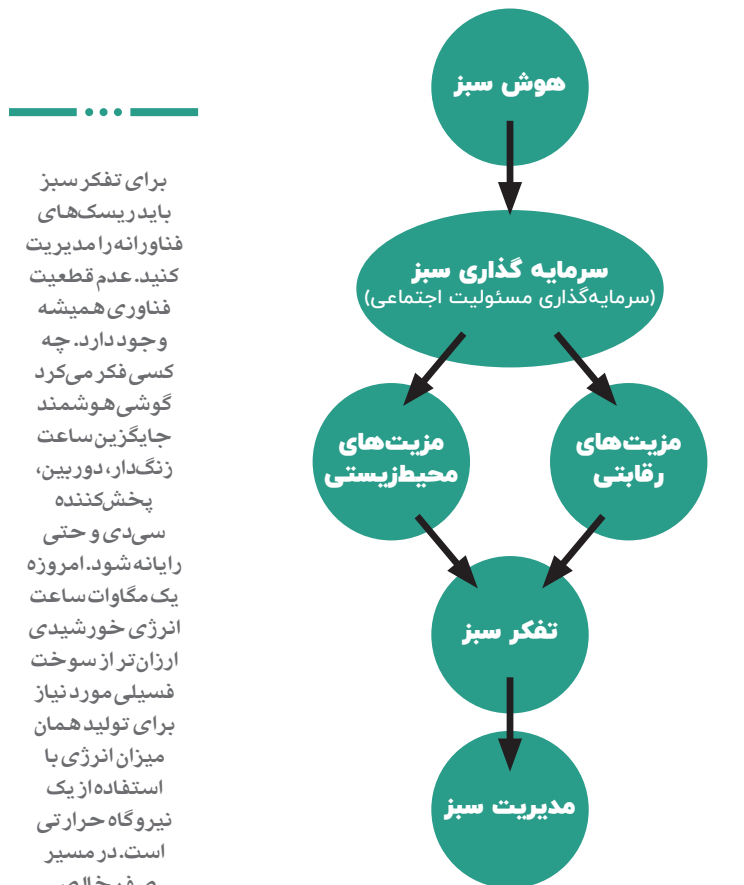 هوش سبز
سرمایه گذاری سبز
(سرمایه‌گذاری مسئولیت اجتماعی)
مزیت‌های
رقابتی
مزیت‌های
محیط‌زیستی
تفکر سبز
مدیریت سبز
برای تفکر سبز
باید ریسک‌های
فناورانه را مدیریت
کنید. عدم قطعیت
فناوری همیشه
وجود دارد. چه
کسی فکر می‌کرد
گوشی هوشمند
جایگزین ساعت
زنگ‌دار، دوربین،
پخش‌کننده
سی‌دی و حتی
رایانه شود. امروزه
یک مگاوات ساعت
انرژی خورشیدی
ارزان‌تر از سوخت
فسیلی مورد نیاز
برای تولید همان
میزان انرژی با
استفاده از یک
نیروگاه حرارتی
است. در مسیر